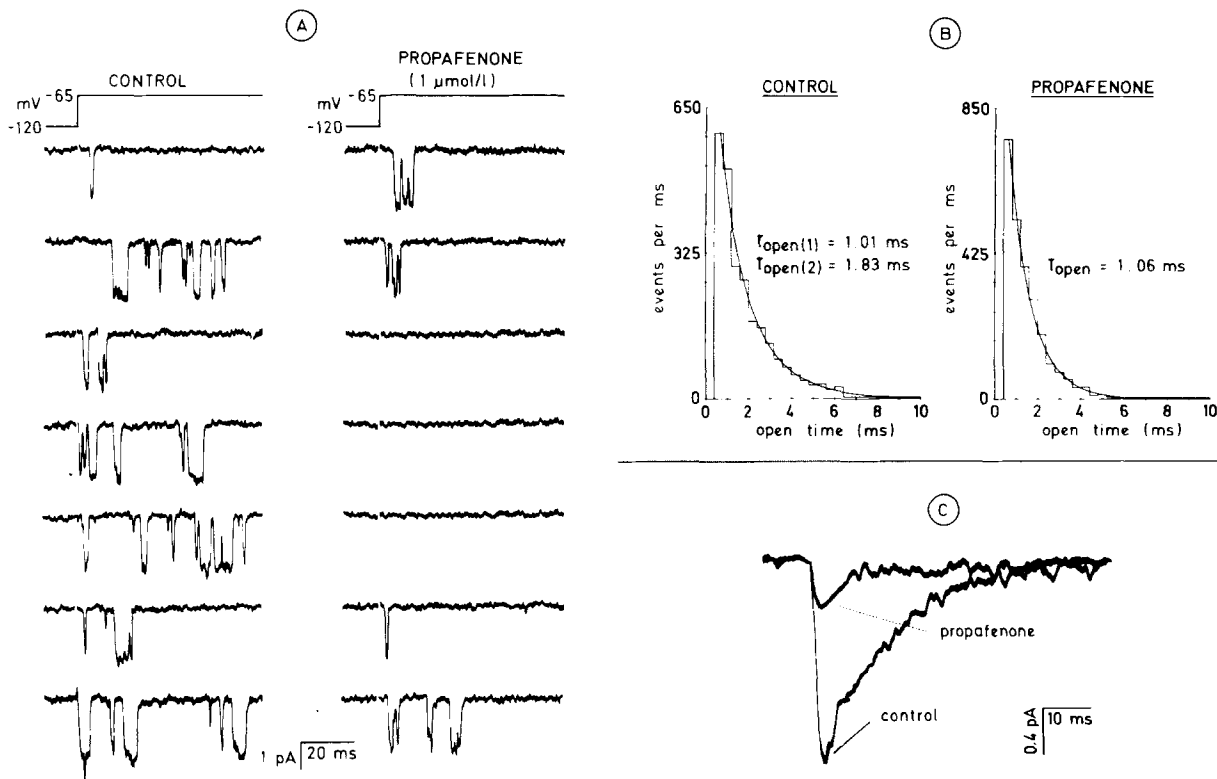 A
CONTROL
PROPAFENONE
(1 μmol/l)
mV
-65
-120
mV
-65
-120
1 pA
20 ms
B
CONTROL
650
325
0
events per ms
τopen(1) = 1.01 ms
τopen(2) = 1.83 ms
0 2 4 6 8 10
open time (ms)
PROPAFENONE
850
425
0
events per ms
τopen = 1.06 ms
0 2 4 6 8 10
open time (ms)
C
propafenone
control
0.4 pA
10 ms